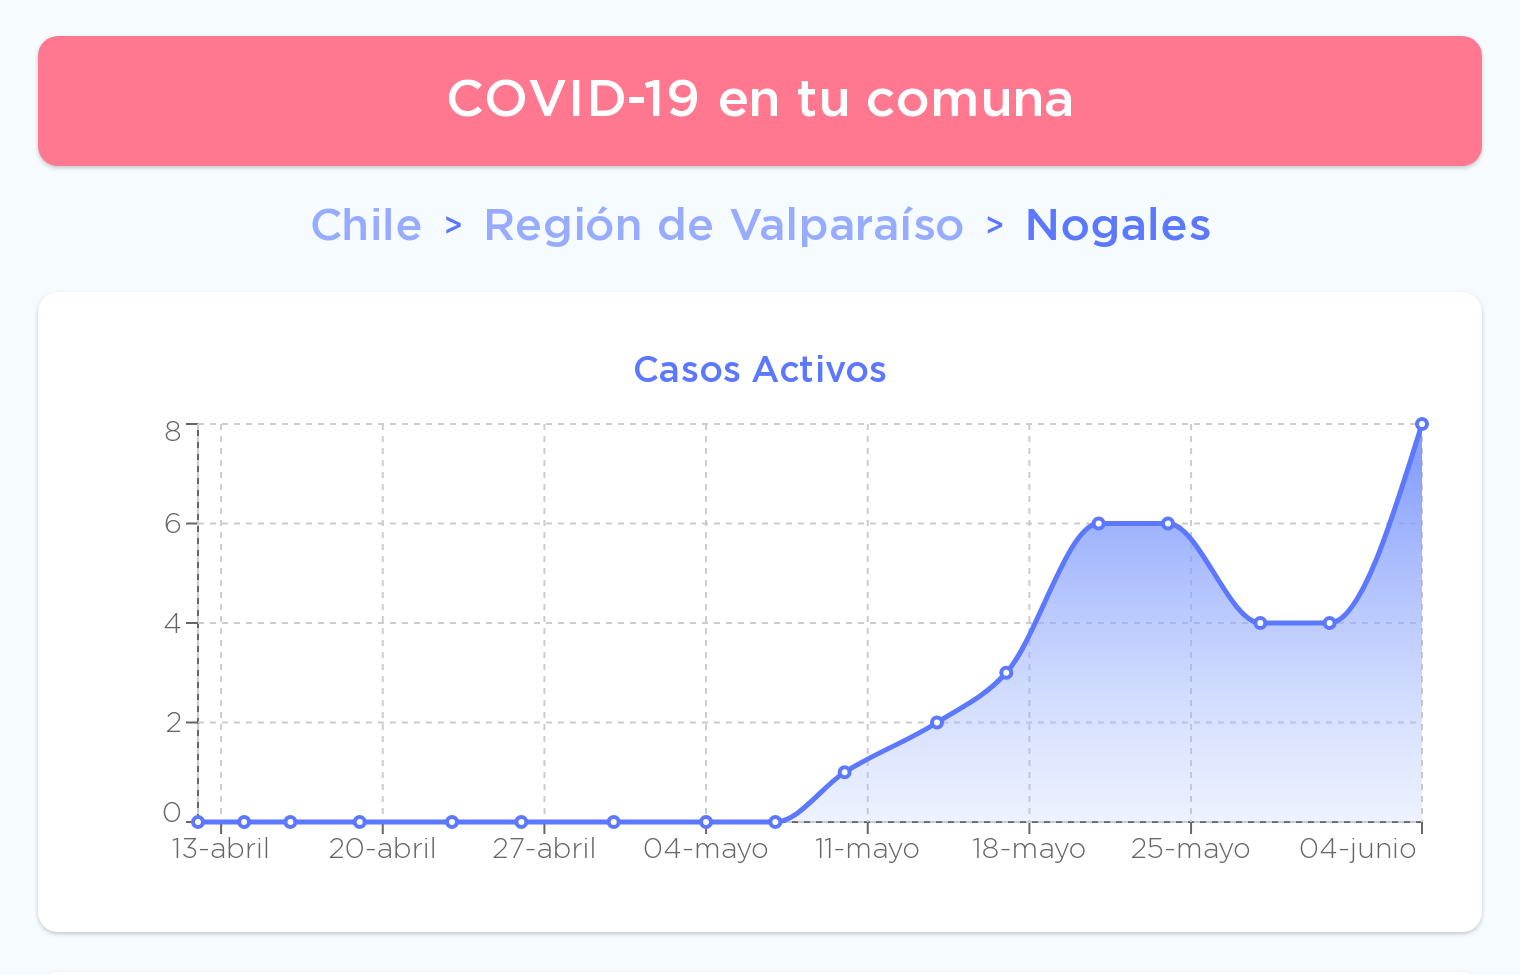 COVID-19 en tu comuna
Chile > Región de Valparaíso > Nogales
Casos Activos
8
6
4
2
0
13-abril 20-abril 27-abril 04-mayo 11-mayo 18-mayo 25-mayo 04-junio